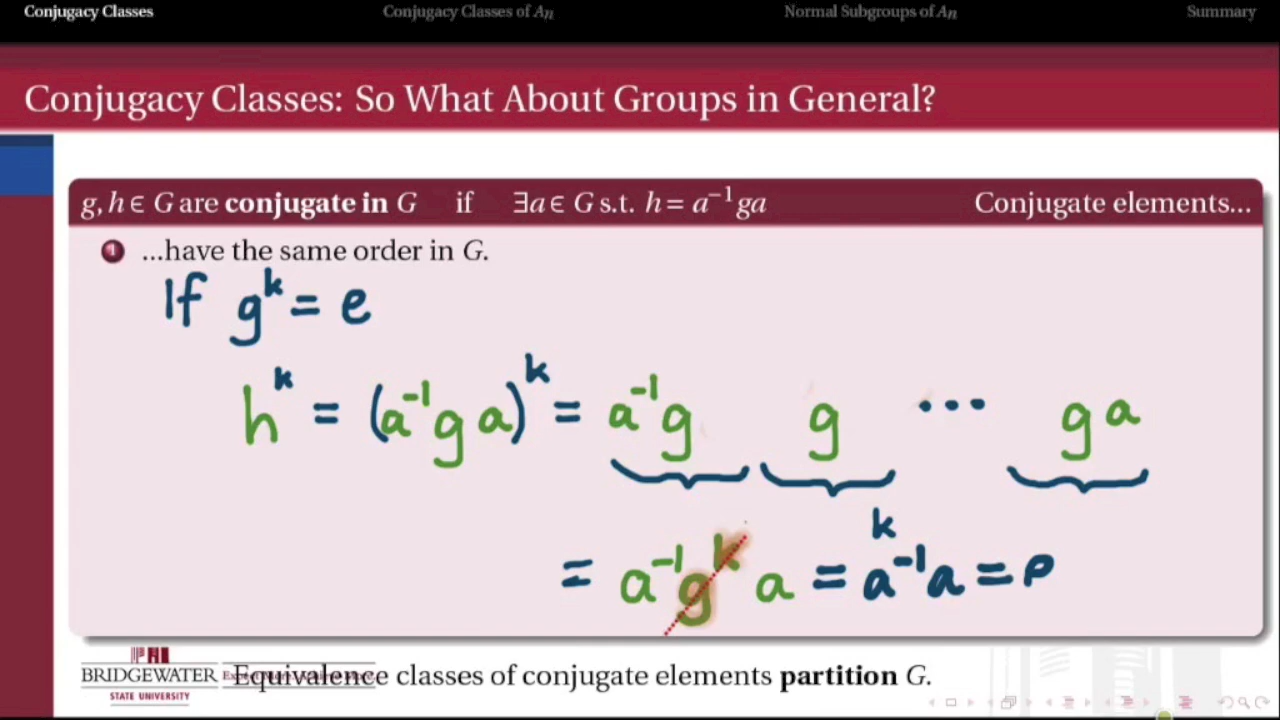 Conjugacy Classes Conjugacy Classes of Aₙ Normal Subgroups of Aₙ Summary
Conjugacy Classes: So What About Groups in General?
g, h ∈ G are conjugate in G if ∃a ∈ G s.t. h = a⁻¹ga Conjugate elements...
1 ...have the same order in G.
If gᵏ = e
hᵏ = (a⁻¹ga)ᵏ = a⁻¹g g ... ga
k
= a⁻¹gᵏa = a⁻¹a = e
BRIDGEWATER
STATE UNIVERSITY
Equivalence classes of conjugate elements partition G.